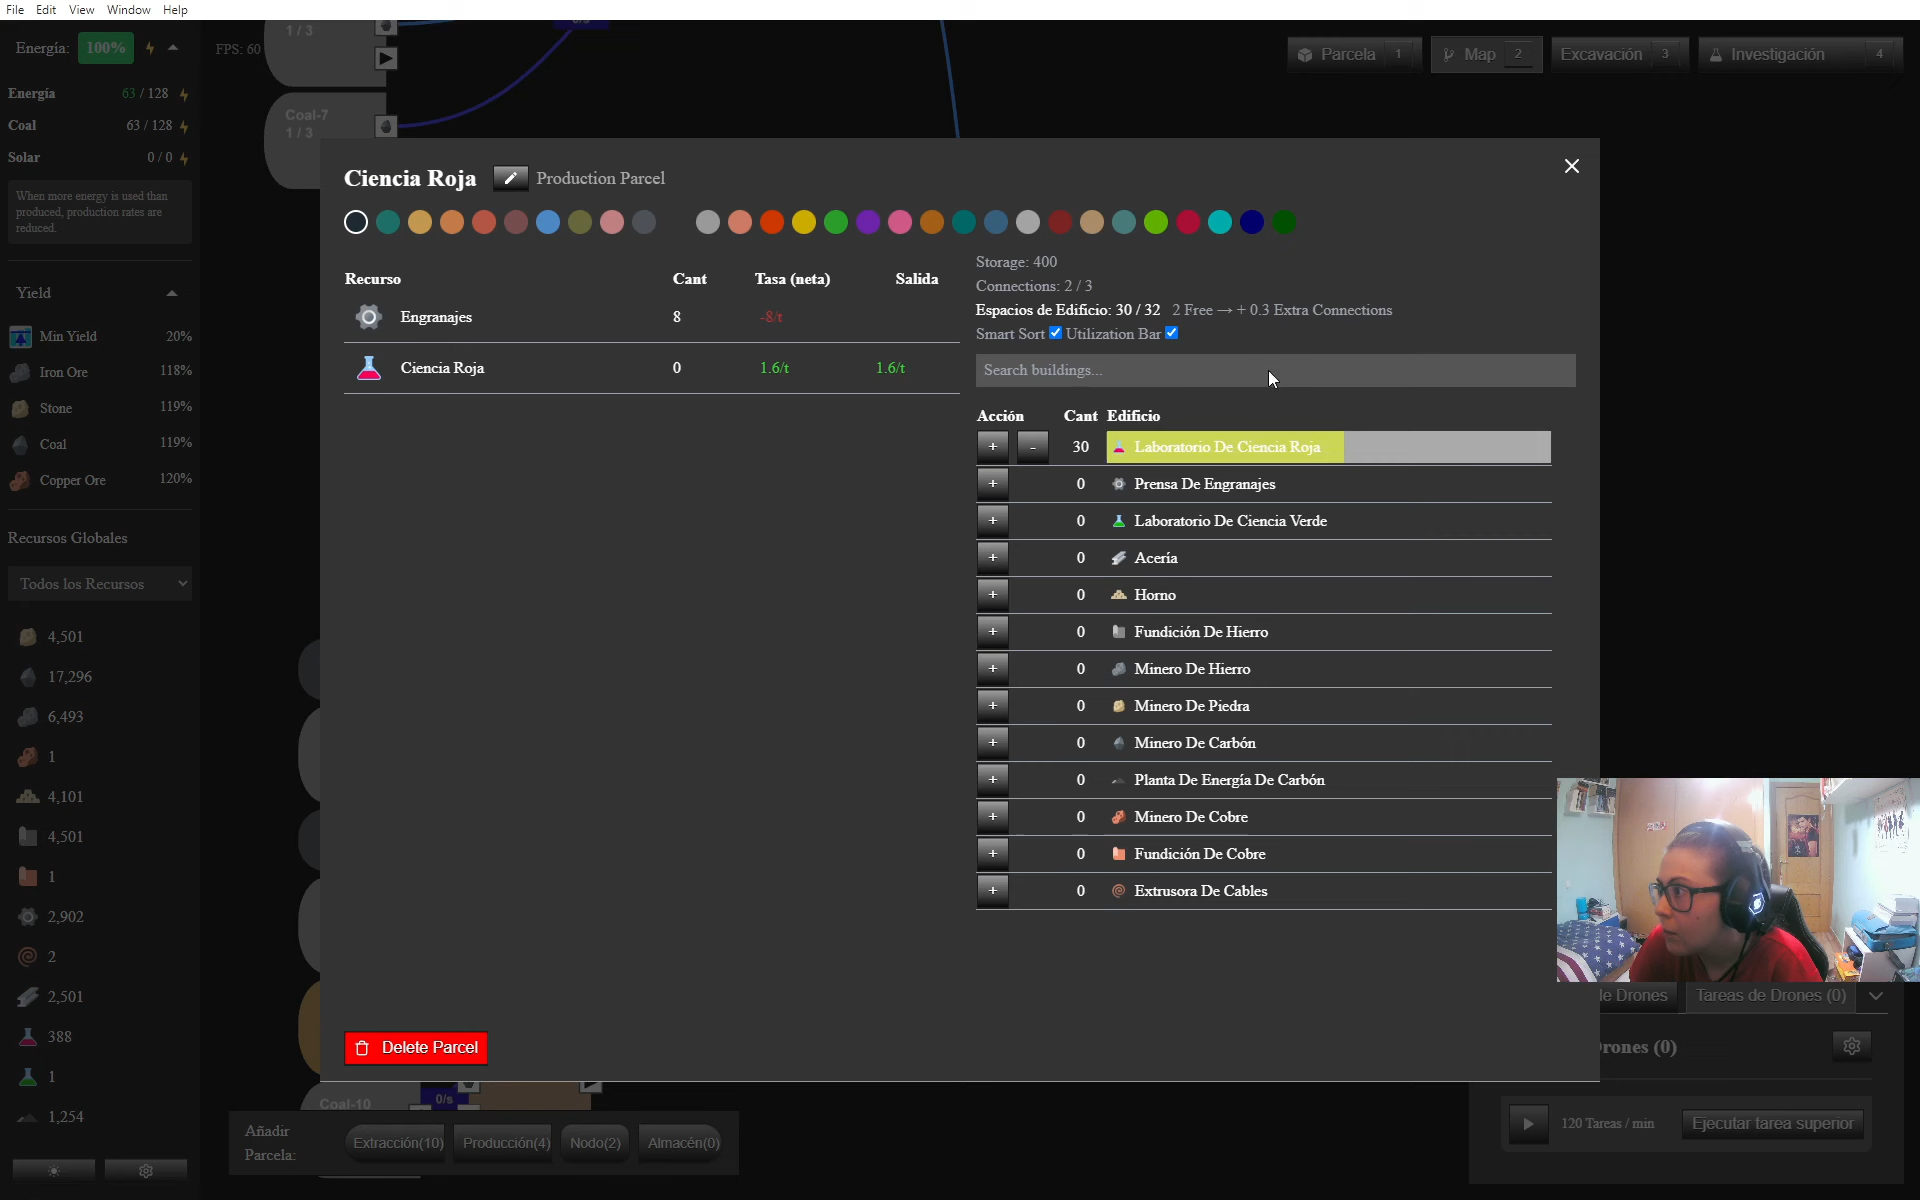 File Edit View Window Help
Energía: 100%
FPS: 60
Energía 63 / 128
Coal 63 / 128
Solar 0 / 0
When more energy is used than
produced, production rates are
reduced.
Yield
Min Yield 20%
Iron Ore 118%
Stone 119%
Coal 119%
Copper Ore 120%
Recursos Globales
Todos los Recursos
4,501
17,296
6,493
1
4,101
4,501
1
2,902
2
2,501
388
1
1,254
1 / 3
Coal-7
1 / 3
Parcela 1
Map 2
Excavación 3
Investigación 4
Ciencia Roja Production Parcel
Recurso Cant Tasa (neta) Salida
Engranajes 8 -8/t
Ciencia Roja 0 1.6/t 1.6/t
Storage: 400
Connections: 2 / 3
Espacios de Edificio: 30 / 32 2 Free → + 0.3 Extra Connections
Smart Sort Utilization Bar
Search buildings...
Acción Cant Edificio
+ - 30 Laboratorio De Ciencia Roja
+ 0 Prensa De Engranajes
+ 0 Laboratorio De Ciencia Verde
+ 0 Acería
+ 0 Horno
+ 0 Fundición De Hierro
+ 0 Minero De Hierro
+ 0 Minero De Piedra
+ 0 Minero De Carbón
+ 0 Planta De Energía De Carbón
+ 0 Minero De Cobre
+ 0 Fundición De Cobre
+ 0 Extrusora De Cables
Delete Parcel
Coal-10
0/s
Añadir
Parcela:
Extracción(10) Producción(4) Nodo(2) Almacén(0)
de Drones Tareas de Drones (0)
Drones (0)
120 Tareas / min Ejecutar tarea superior